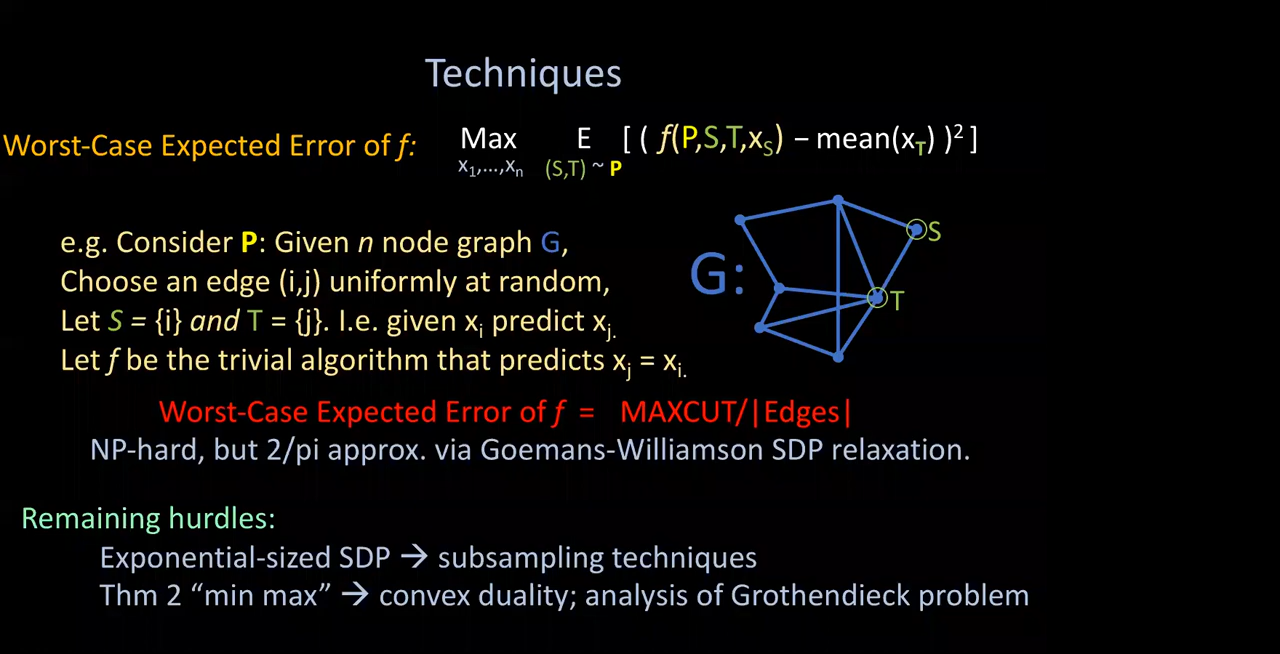 Techniques
Worst-Case Expected Error of f: Max E [ ( f(P,S,T,xS) – mean(xT) )² ]
x1,…,xn (S,T) ~ P
e.g. Consider P: Given n node graph G,
Choose an edge (i,j) uniformly at random,
Let S = {i} and T = {j}. I.e. given xi predict xj.
Let f be the trivial algorithm that predicts xj = xi.
G:
S
T
Worst-Case Expected Error of f = MAXCUT/|Edges|
NP-hard, but 2/pi approx. via Goemans-Williamson SDP relaxation.
Remaining hurdles:
Exponential-sized SDP → subsampling techniques
Thm 2 “min max” → convex duality; analysis of Grothendieck problem